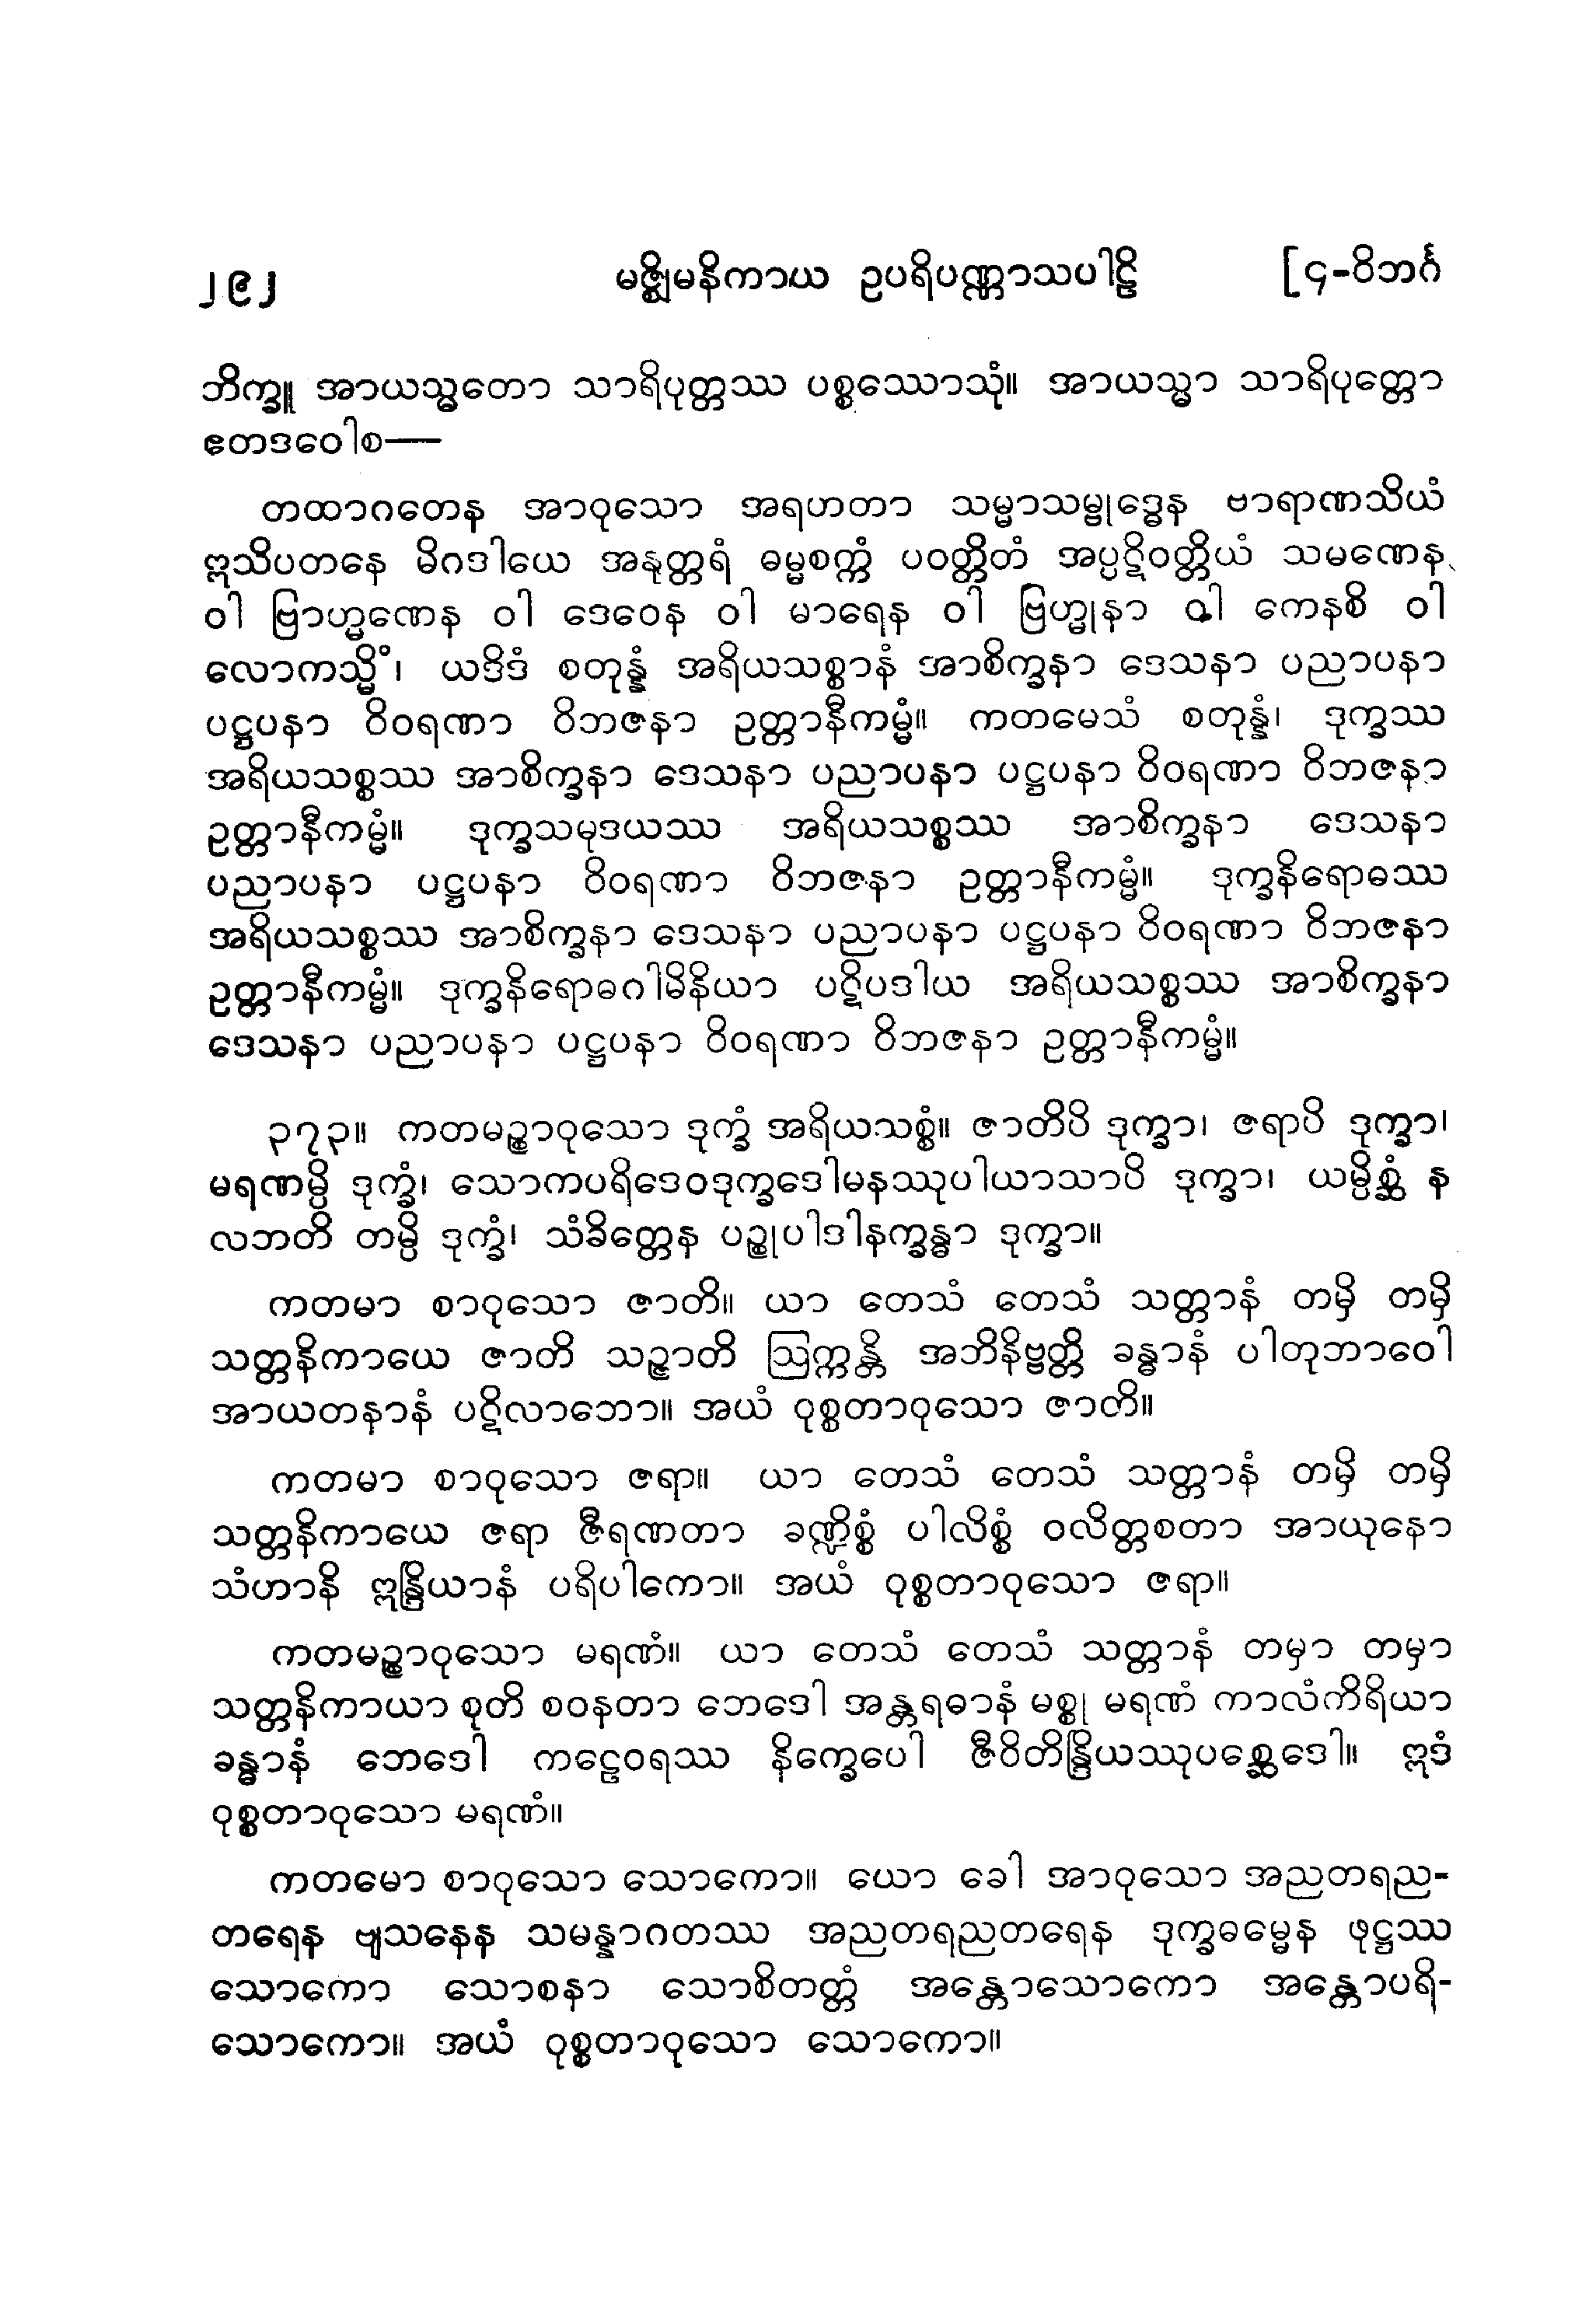 ၂၉၂ မဇ္ဈိမနိကာယ ဥပရိပဏ္ဏာသပါဠိ [၄-ဝိဘင်္ဂ
ဘိက္ခူ အာယသ္မတော သာရိပုတ္တဿ ပစ္စဿောသုံ။ အာယသ္မာ သာရိပုတ္တော
ဧတဒဝေါစ—
တထာဂတေန အာဝုသော အရဟတာ သမ္မာသမ္ဗုဒ္ဓေန ဗာရာဏသိယံ
ဣသိပတနေ မိဂဒါယေ အနုတ္တရံ ဓမ္မစက္ကံ ပဝတ္တိတံ အပ္ပဋိဝတ္တိယံ သမဏေန
ဝါ ဗြာဟ္မဏေန ဝါ ဒေဝေန ဝါ မာရေန ဝါ ဗြဟ္မုနာ ဝါ ကေနစိ ဝါ
လောကသ္မိံ၊ ယဒိဒံ စတုန္နံ အရိယသစ္စာနံ အာစိက္ခနာ ဒေသနာ ပညာပနာ
ပဋ္ဌပနာ ဝိဝရဏာ ဝိဘဇနာ ဥတ္တာနီကမ္မံ။ ကတမေသံ စတုန္နံ၊ ဒုက္ခဿ
အရိယသစ္စဿ အာစိက္ခနာ ဒေသနာ ပညာပနာ ပဋ္ဌပနာ ဝိဝရဏာ ဝိဘဇနာ
ဥတ္တာနီကမ္မံ။ ဒုက္ခသမုဒယဿ အရိယသစ္စဿ အာစိက္ခနာ ဒေသနာ
ပညာပနာ ပဋ္ဌပနာ ဝိဝရဏာ ဝိဘဇနာ ဥတ္တာနီကမ္မံ။ ဒုက္ခနိရောဓဿ
အရိယသစ္စဿ အာစိက္ခနာ ဒေသနာ ပညာပနာ ပဋ္ဌပနာ ဝိဝရဏာ ဝိဘဇနာ
ဥတ္တာနီကမ္မံ။ ဒုက္ခနိရောဓဂါမိနိယာ ပဋိပဒါယ အရိယသစ္စဿ အာစိက္ခနာ
ဒေသနာ ပညာပနာ ပဋ္ဌပနာ ဝိဝရဏာ ဝိဘဇနာ ဥတ္တာနီကမ္မံ။
၃၇၃။ ကတမဉ္စာဝုသော ဒုက္ခံ အရိယသစ္စံ။ ဇာတိပိ ဒုက္ခာ၊ ဇရာပိ ဒုက္ခာ၊
မရဏမ္ပိ ဒုက္ခံ၊ သောကပရိဒေဝဒုက္ခဒေါမနဿုပါယာသာပိ ဒုက္ခာ၊ ယမ္ပိစ္ဆံ န
လဘတိ တမ္ပိ ဒုက္ခံ၊ သံခိတ္တေန ပဉ္စုပါဒါနက္ခန္ဓာ ဒုက္ခာ။
ကတမာ စာဝုသော ဇာတိ။ ယာ တေသံ တေသံ သတ္တာနံ တမှိ တမှိ
သတ္တနိကာယေ ဇာတိ သဉ္ဇာတိ ဩက္ကန္တိ အဘိနိဗ္ဗတ္တိ ခန္ဓာနံ ပါတုဘာဝေါ
အာယတနာနံ ပဋိလာဘော။ အယံ ဝုစ္စတာဝုသော ဇာတိ။
ကတမာ စာဝုသော ဇရာ။ ယာ တေသံ တေသံ သတ္တာနံ တမှိ တမှိ
သတ္တနိကာယေ ဇရာ ဇီရဏတာ ခဏ္ဍိစ္စံ ပါလိစ္စံ ဝလိတ္တစတာ အာယုနော
သံဟာနိ ဣန္ဒြိယာနံ ပရိပါကော။ အယံ ဝုစ္စတာဝုသော ဇရာ။
ကတမဉ္စာဝုသော မရဏံ။ ယာ တေသံ တေသံ သတ္တာနံ တမှာ တမှာ
သတ္တနိကာယာ စုတိ စဝနတာ ဘေဒေါ အန္တရဓာနံ မစ္စု မရဏံ ကာလံကိရိယာ
ခန္ဓာနံ ဘေဒေါ ကဠေဝရဿ နိက္ခေပေါ ဇီဝိတိန္ဒြိယဿုပစ္ဆေဒေါ။ ဣဒံ
ဝုစ္စတာဝုသော မရဏံ။
ကတမော စာဝုသော သောကော။ ယော ခေါ အာဝုသော အညတရည-
တရေန ဗျသနေန သမန္နာဂတဿ အညတရညတရေန ဒုက္ခဓမ္မေန ဖုဋ္ဌဿ
သောကော သောစနာ သောစိတတ္တံ အန္တောသောကော အန္တောပရိ-
သောကော။ အယံ ဝုစ္စတာဝုသော သောကော။